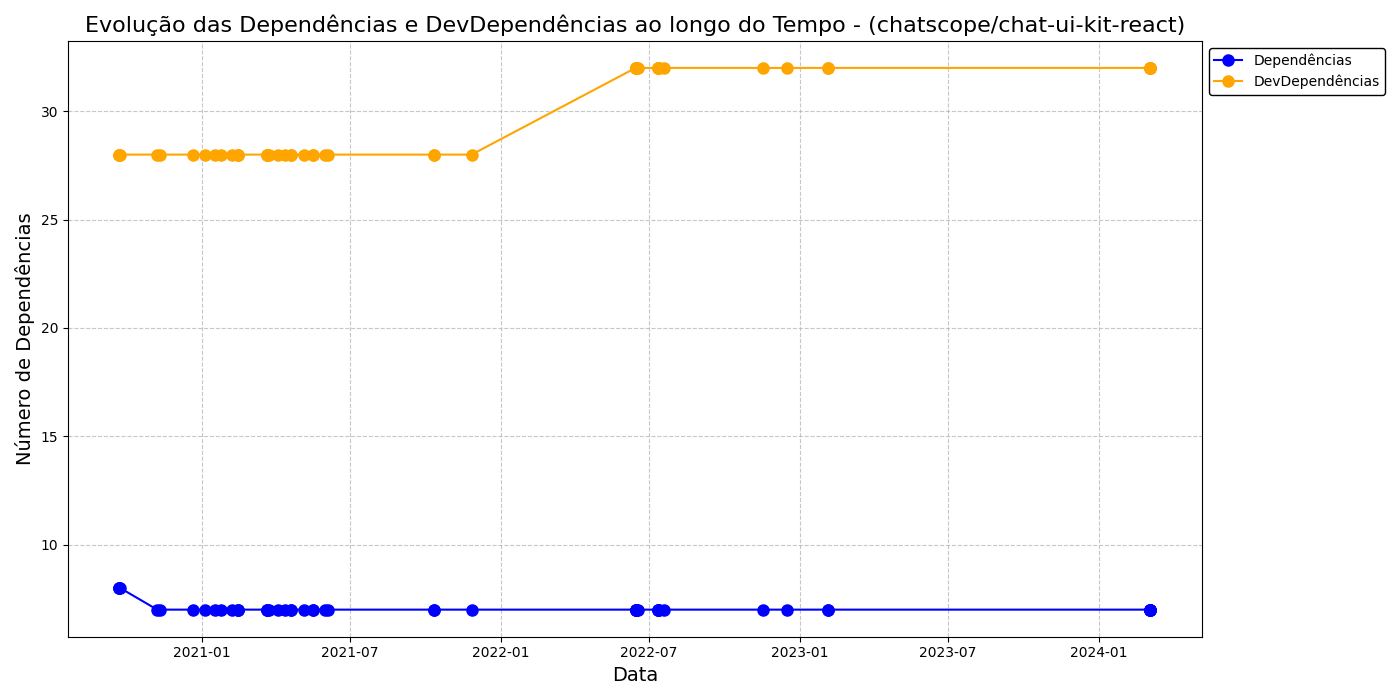 Evolução das Dependências e DevDependências ao longo do Tempo - (chatscope/chat-ui-kit-react)
Dependências
DevDependências
Número de Dependências
30
25
20
15
10
2021-01
2021-07
2022-01
2022-07
2023-01
2023-07
2024-01
Data